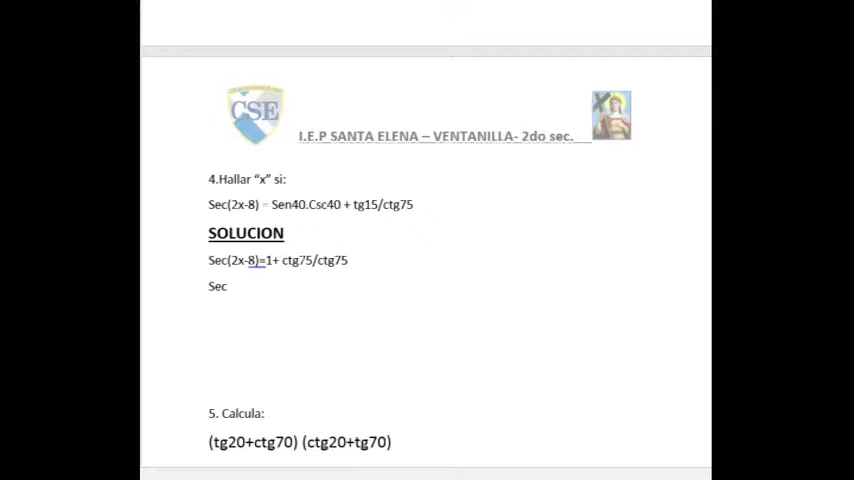 CSE
I.E.P SANTA ELENA – VENTANILLA- 2do sec.
4.Hallar “x” si:
Sec(2x-8) = Sen40.Csc40 + tg15/ctg75
SOLUCION
Sec(2x-8)=1+ ctg75/ctg75
Sec
5. Calcula:
(tg20+ctg70) (ctg20+tg70)